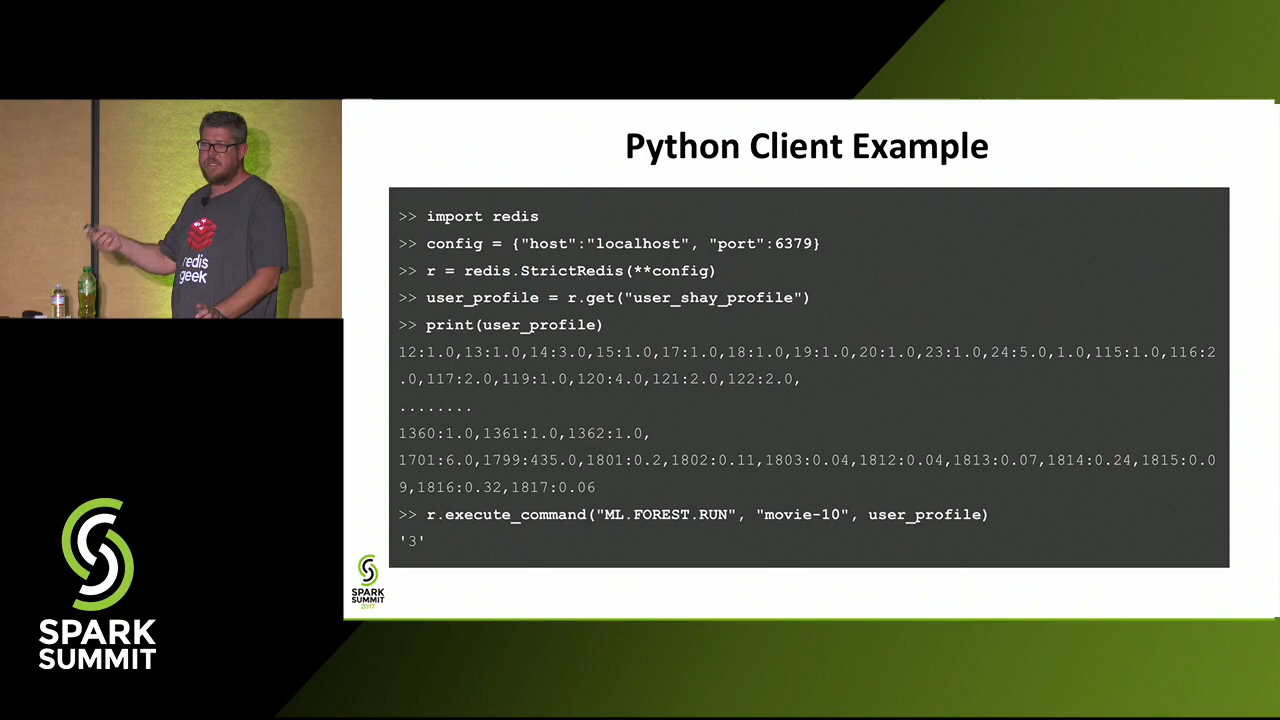 redis
geek
Python Client Example
>> import redis
>> config = {"host":"localhost", "port":6379}
>> r = redis.StrictRedis(**config)
>> user_profile = r.get("user_shay_profile")
>> print(user_profile)
12:1.0,13:1.0,14:3.0,15:1.0,17:1.0,18:1.0,19:1.0,20:1.0,23:1.0,24:5.0,1.0,115:1.0,116:2
.0,117:2.0,119:1.0,120:4.0,121:2.0,122:2.0,
........
1360:1.0,1361:1.0,1362:1.0,
1701:6.0,1799:435.0,1801:0.2,1802:0.11,1803:0.04,1812:0.04,1813:0.07,1814:0.24,1815:0.0
9,1816:0.32,1817:0.06
>> r.execute_command("ML.FOREST.RUN", "movie-10", user_profile)
'3'
SPARK
SUMMIT
2017
SPARK
SUMMIT